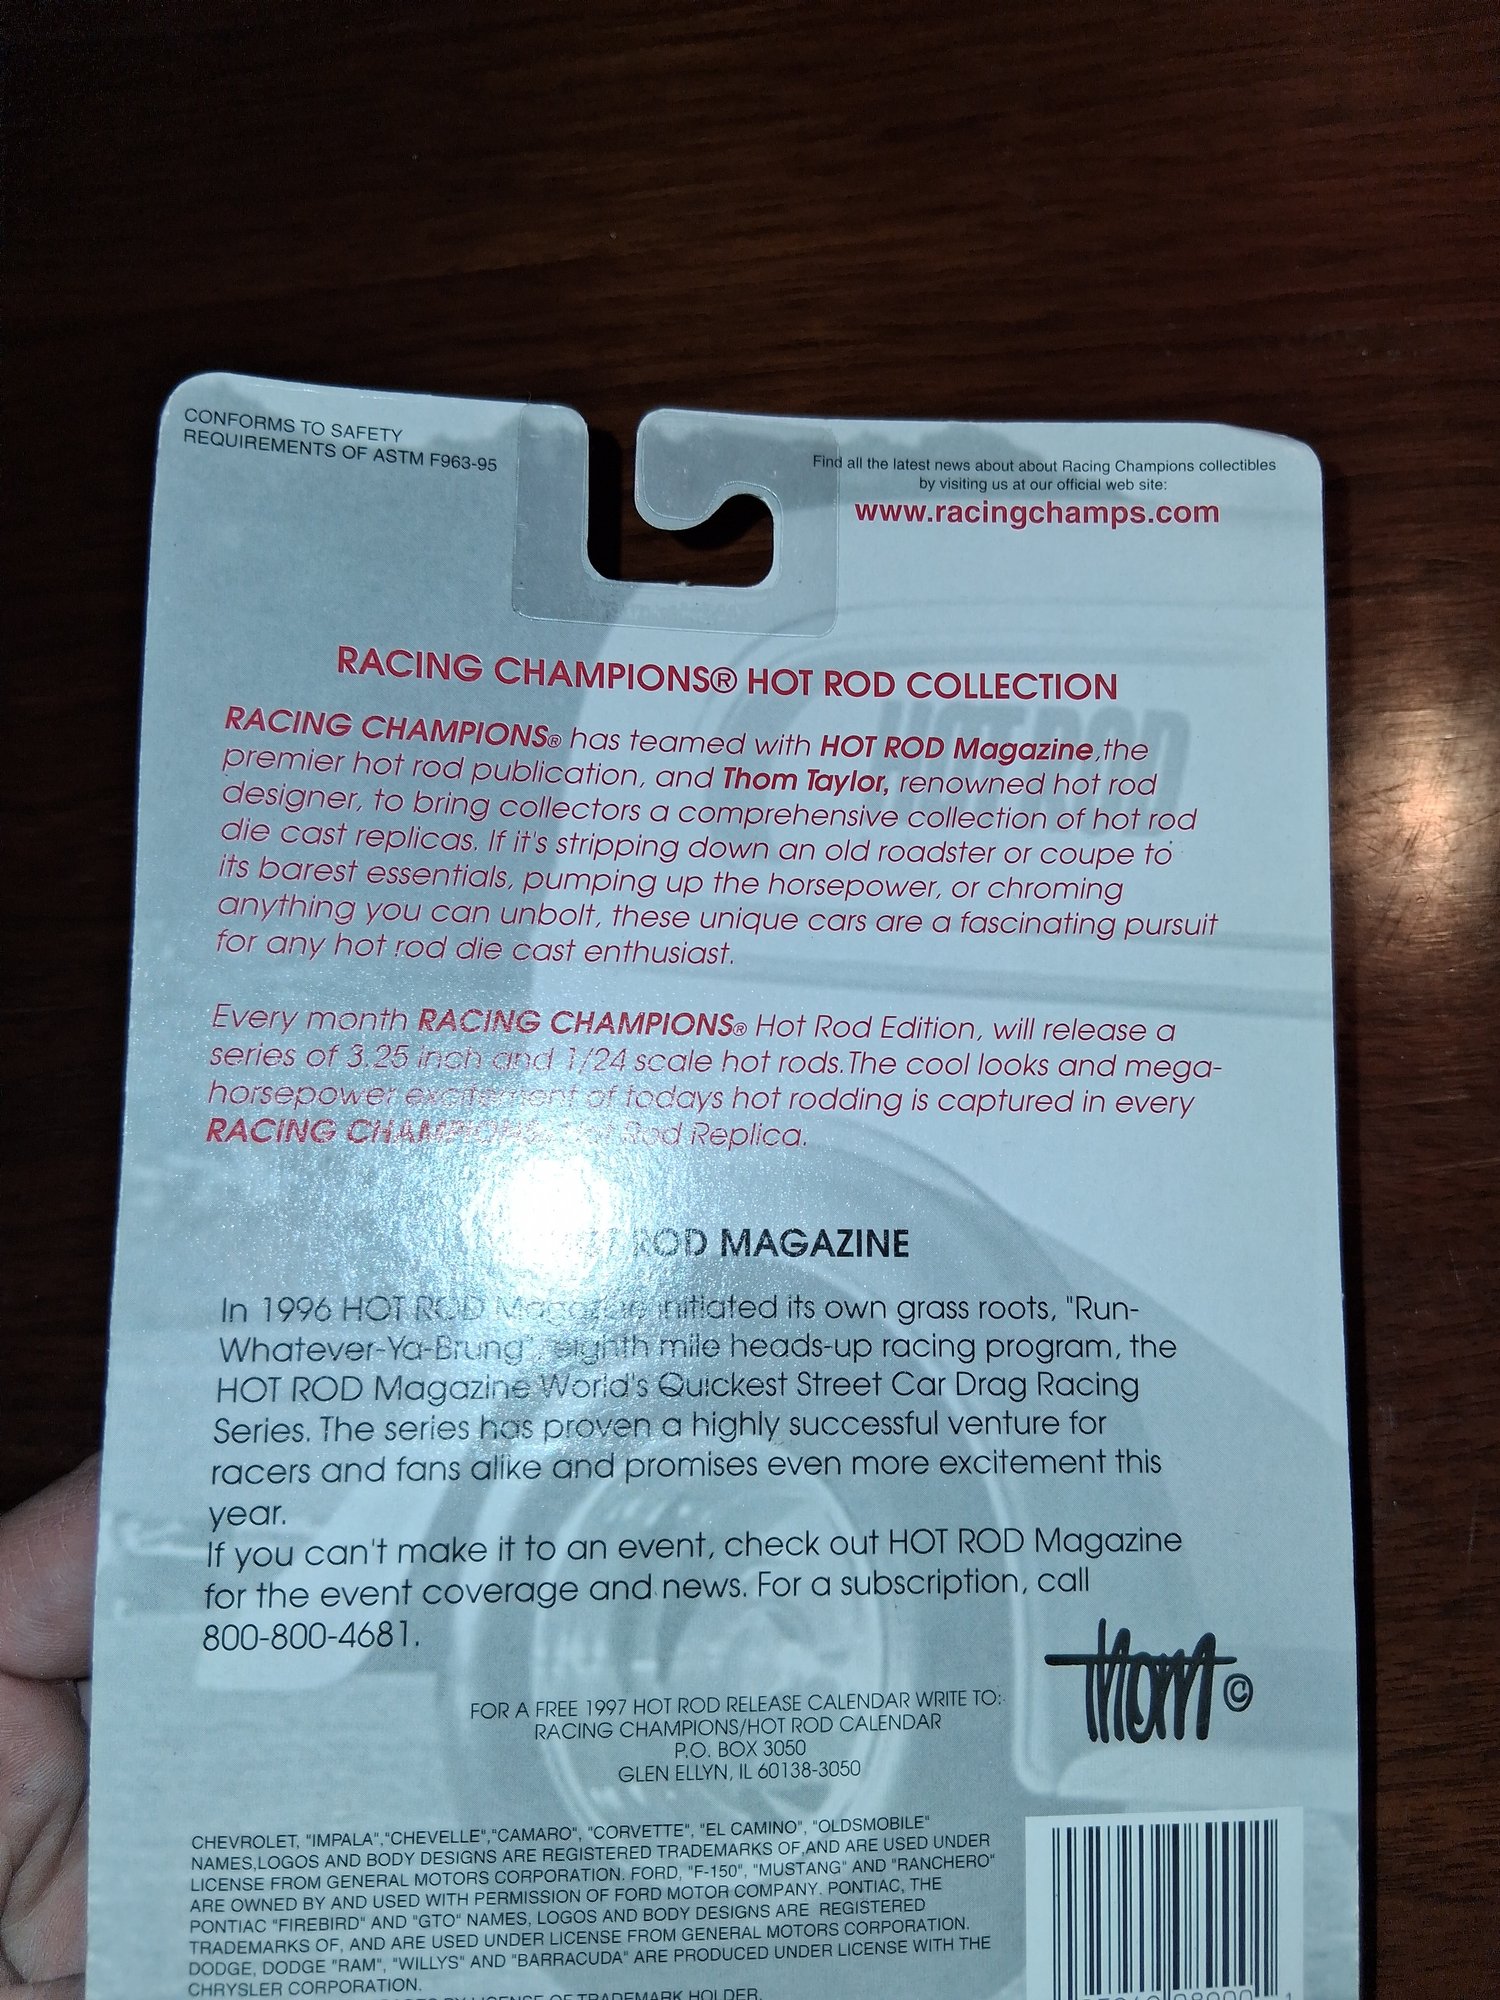 CONFORMS TO SAFETY
REQUIREMENTS OF ASTM F963-95
Find all the latest news about about Racing Champions collectibles
by visiting us at our official web site:
www.racingchamps.com
RACING CHAMPIONS® HOT ROD COLLECTION
RACING CHAMPIONS® has teamed with HOT ROD Magazine,the
premier hot rod publication, and Thom Taylor, renowned hot rod
designer, to bring collectors a comprehensive collection of hot rod
die cast replicas. If it's stripping down an old roadster or coupe to
its barest essentials, pumping up the horsepower, or chroming
anything you can unbolt, these unique cars are a fascinating pursuit
for any hot rod die cast enthusiast.
Every month RACING CHAMPIONS® Hot Rod Edition, will release a
series of 3.25 inch and 1/24 scale hot rods. The cool looks and mega-
horsepower excitement of todays hot rodding is captured in every
RACING CHAMPIONS Hot Rod Replica.
ROD MAGAZINE
In 1996 HOT ROD Magazine initiated its own grass roots, "Run-
Whatever-Ya-Brung", eighth mile heads-up racing program, the
HOT ROD Magazine World's Quickest Street Car Drag Racing
Series. The series has proven a highly successful venture for
racers and fans alike and promises even more excitement this
year.
If you can't make it to an event, check out HOT ROD Magazine
for the event coverage and news. For a subscription, call
800-800-4681.
Thom ©
FOR A FREE 1997 HOT ROD RELEASE CALENDAR WRITE TO:
RACING CHAMPIONS/HOT ROD CALENDAR
P.O. BOX 3050
GLEN ELLYN, IL 60138-3050
CHEVROLET, "IMPALA","CHEVELLE","CAMARO", "CORVETTE", "EL CAMINO", "OLDSMOBILE"
NAMES,LOGOS AND BODY DESIGNS ARE REGISTERED TRADEMARKS OF,AND ARE USED UNDER
LICENSE FROM GENERAL MOTORS CORPORATION. FORD, "F-150", "MUSTANG" AND "RANCHERO"
ARE OWNED BY AND USED WITH PERMISSION OF FORD MOTOR COMPANY. PONTIAC, THE
PONTIAC "FIREBIRD" AND "GTO" NAMES, LOGOS AND BODY DESIGNS ARE REGISTERED
TRADEMARKS OF, AND ARE USED UNDER LICENSE FROM GENERAL MOTORS CORPORATION.
DODGE, DODGE "RAM", "WILLYS" AND "BARRACUDA" ARE PRODUCED UNDER LICENSE WITH THE
CHRYSLER CORPORATION.
BY LICENSE OF TRADEMARK HOLDER.